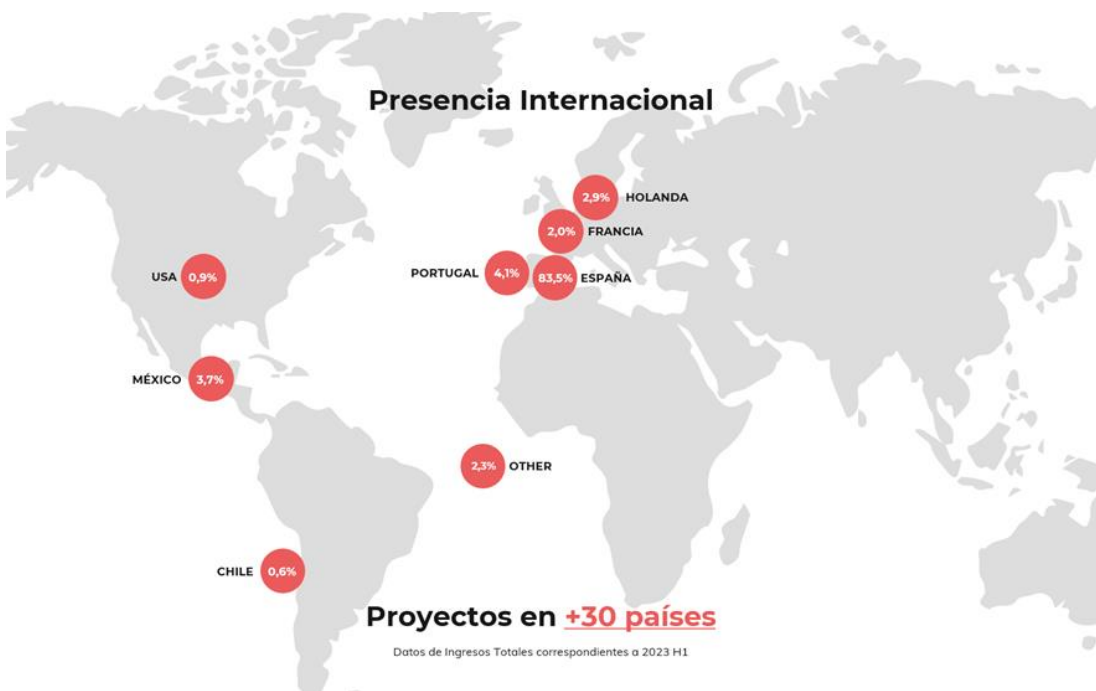 Presencia Internacional
2,9% HOLANDA
2,0% FRANCIA
USA 0,9%
PORTUGAL 4,1%
83,5% ESPAÑA
MÉXICO 3,7%
2,3% OTHER
CHILE 0,6%
Proyectos en +30 países
Datos de Ingresos Totales correspondientes a 2023 H1